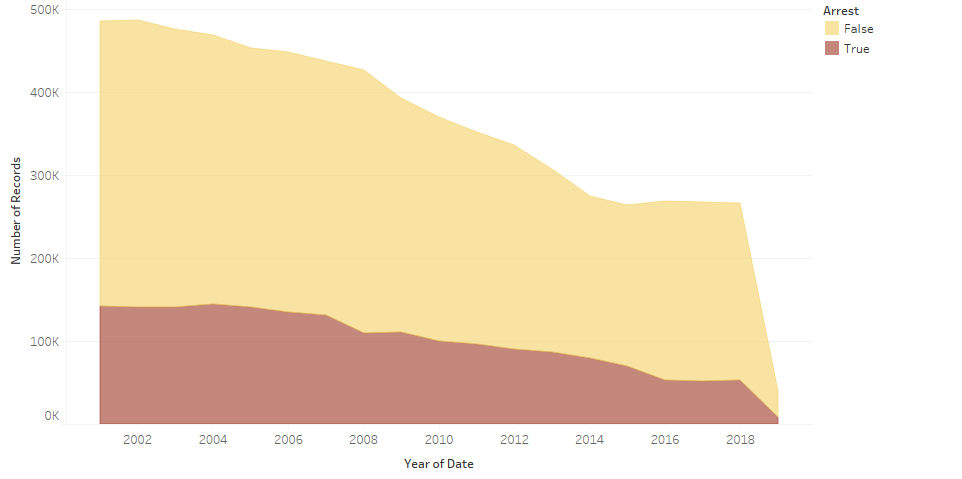 500K
400K
300K
200K
100K
0K
Number of Records
2002 2004 2006 2008 2010 2012 2014 2016 2018
Year of Date
Arrest
False
True